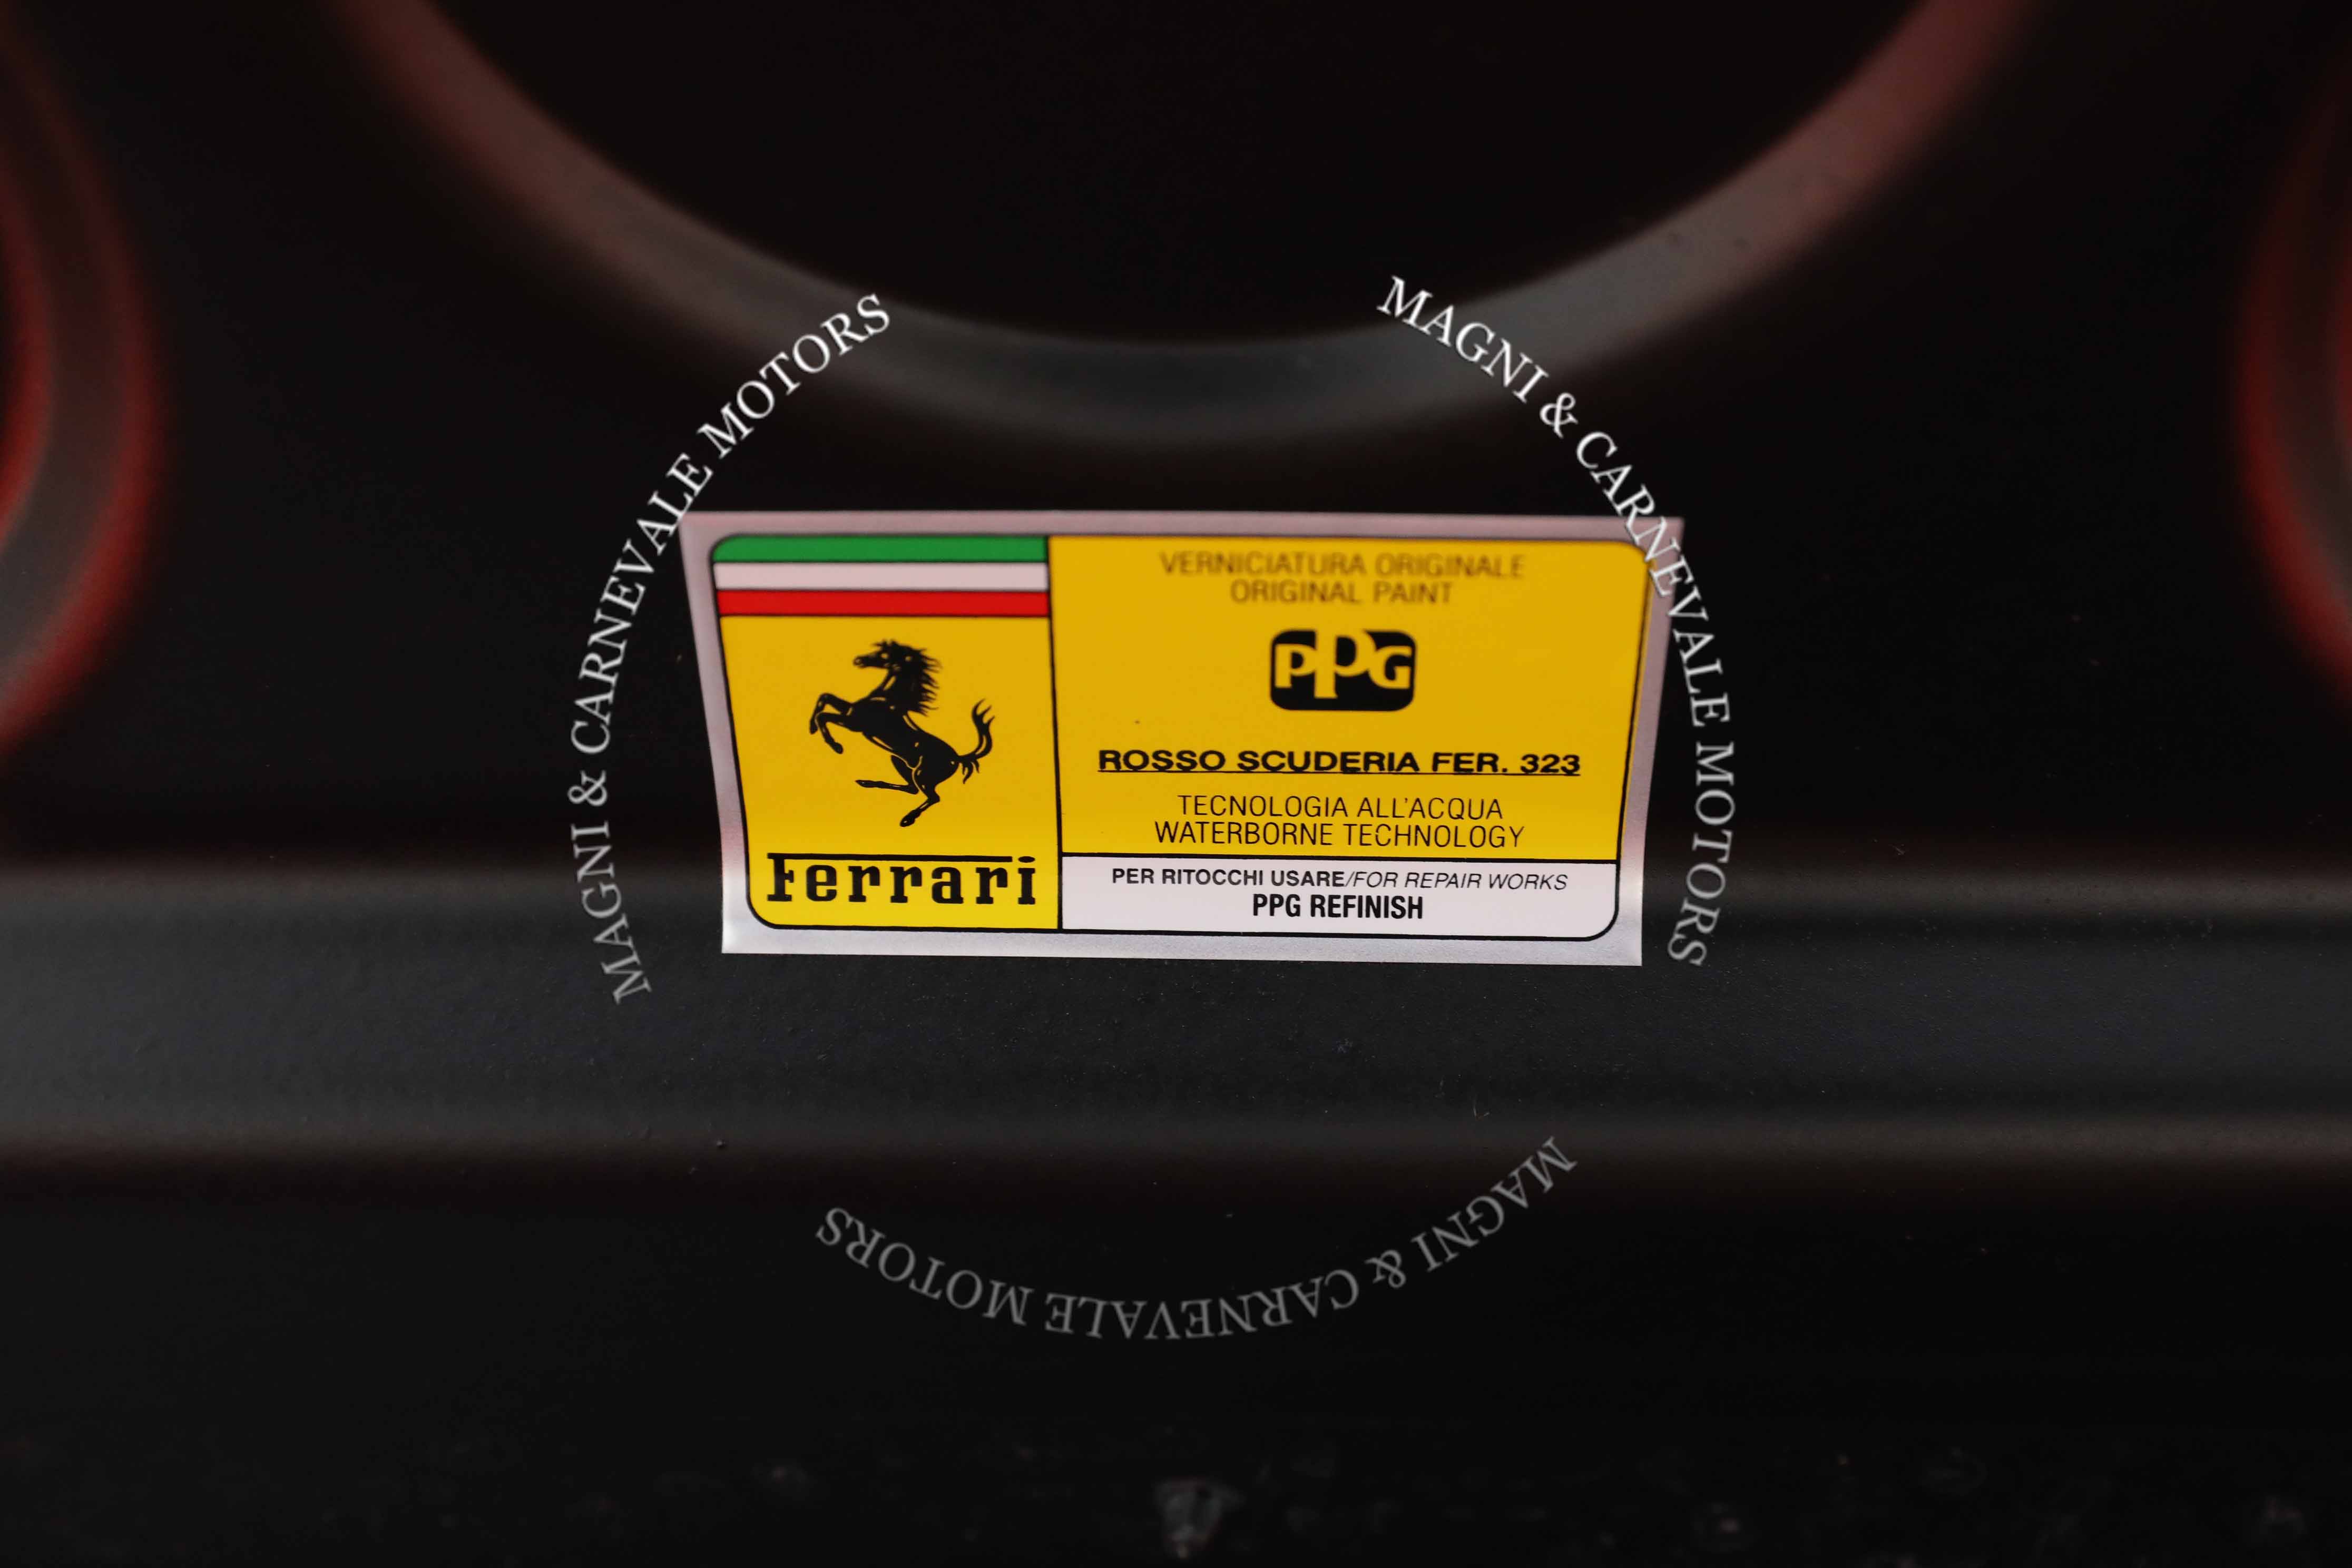 MAGNI & CARNEVALE MOTORS
MAGNI & CARNEVALE MOTORS
VERNICIATURA ORIGINALE
ORIGINAL PAINT
PPG
ROSSO SCUDERIA FER. 323
TECNOLOGIA ALL'ACQUA
WATERBORNE TECHNOLOGY
Ferrari
PER RITOCCHI USARE/FOR REPAIR WORKS
PPG REFINISH
MAGNI & CARNEVALE MOTORS